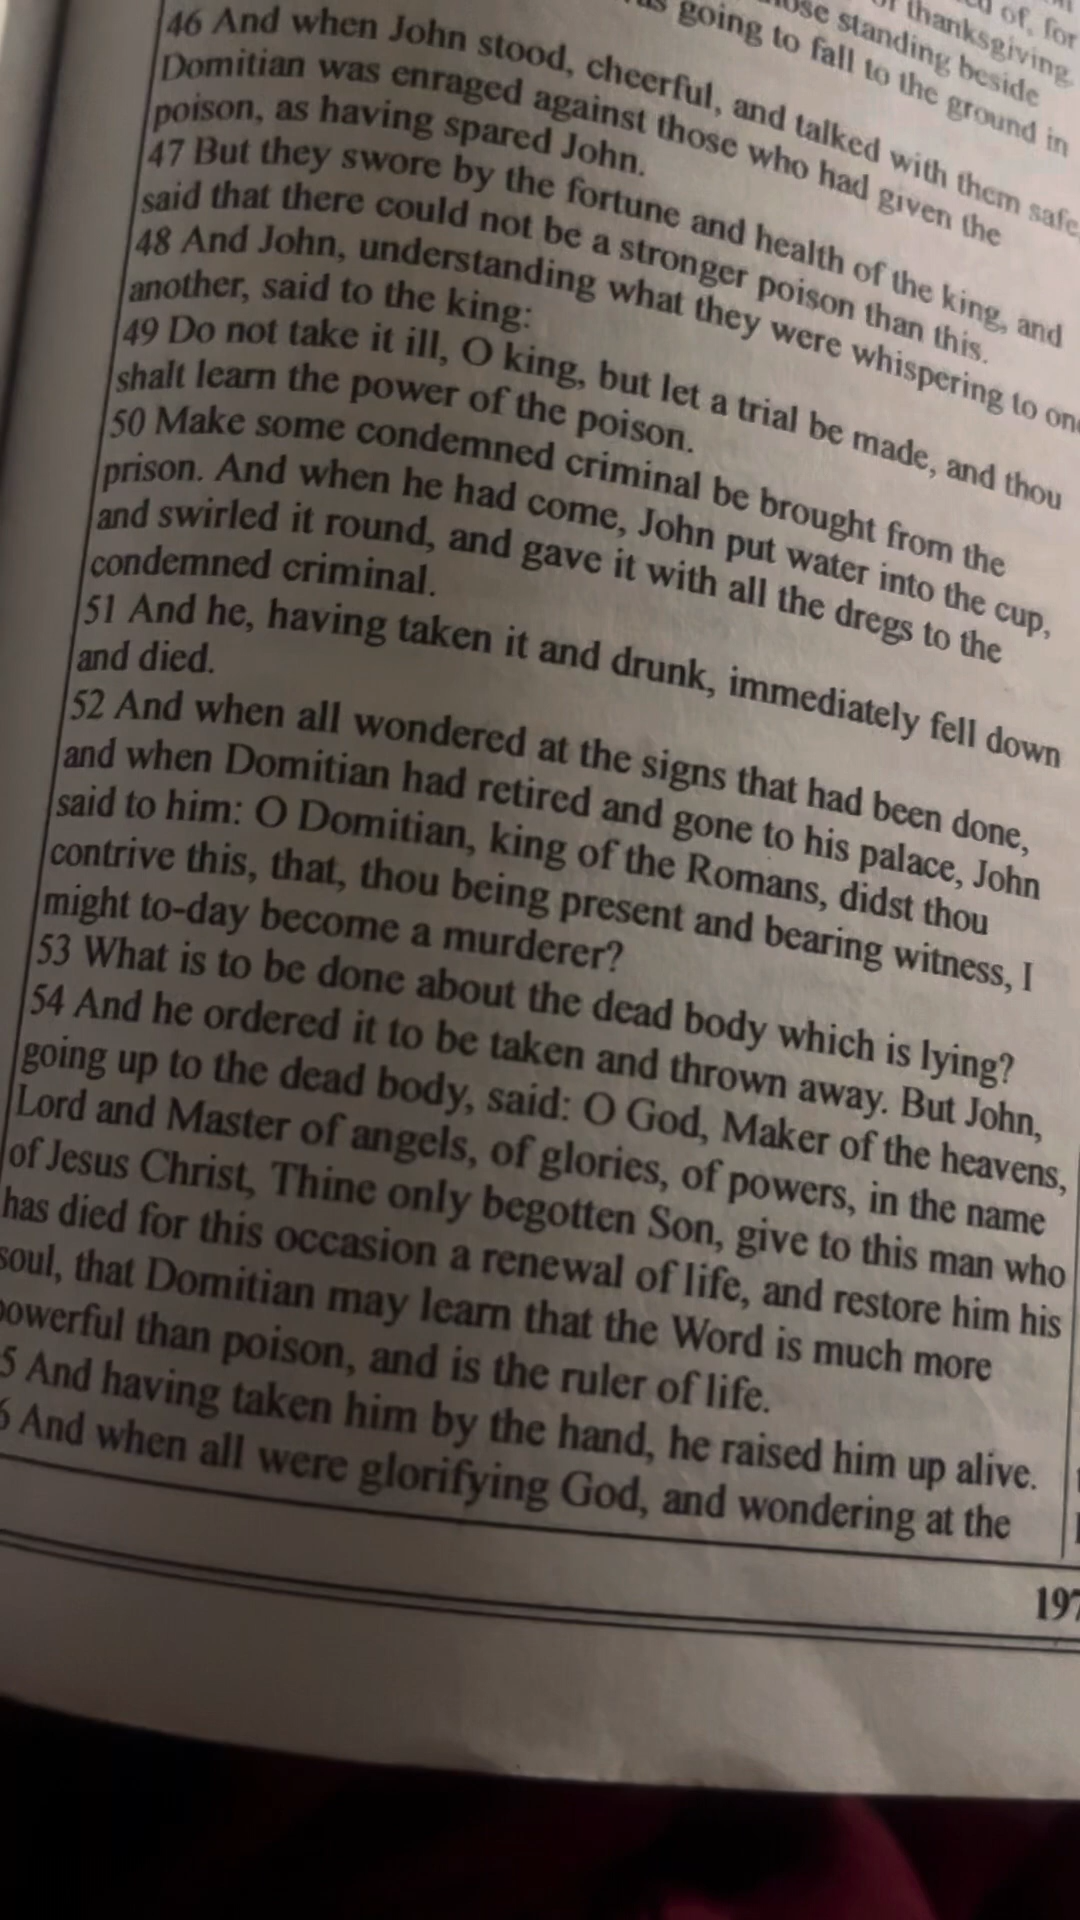 of, for
thanksgiving
standing beside
going to fall to the ground in
46 And when John stood, cheerful, and talked with them safe
Domitian was enraged against those who had given the
poison, as having spared John.
47 But they swore by the fortune and health of the king, and
said that there could not be a stronger poison than this.
48 And John, understanding what they were whispering to one
another, said to the king:
49 Do not take it ill, O king, but let a trial be made, and thou
shalt learn the power of the poison.
50 Make some condemned criminal be brought from the
prison. And when he had come, John put water into the cup,
and swirled it round, and gave it with all the dregs to the
condemned criminal.
51 And he, having taken it and drunk, immediately fell down
and died.
52 And when all wondered at the signs that had been done,
and when Domitian had retired and gone to his palace, John
said to him: O Domitian, king of the Romans, didst thou
contrive this, that, thou being present and bearing witness, I
might to-day become a murderer?
53 What is to be done about the dead body which is lying?
54 And he ordered it to be taken and thrown away. But John,
going up to the dead body, said: O God, Maker of the heavens,
Lord and Master of angels, of glories, of powers, in the name
of Jesus Christ, Thine only begotten Son, give to this man who
has died for this occasion a renewal of life, and restore him his
soul, that Domitian may learn that the Word is much more
powerful than poison, and is the ruler of life.
5 And having taken him by the hand, he raised him up alive.
6 And when all were glorifying God, and wondering at the
197